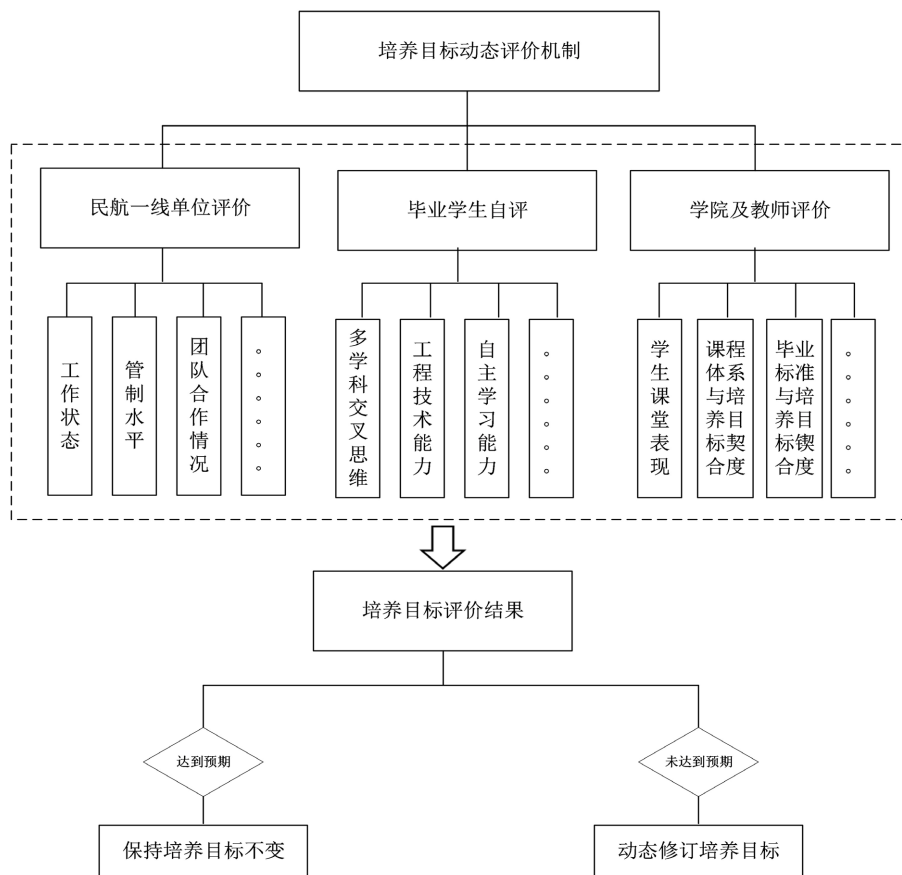 培养目标动态评价机制
民航一线单位评价
毕业学生自评
学院及教师评价
工作状态
管制水平
团队合作情况
。。。。。。
多学科交叉思维
工程技术能力
自主学习能力
。。。。。。
学生课堂表现
课程
体系
与培
养目
标契
合度
毕业
标准
与培
养目
标锲
合度
。。。。。。
培养目标评价结果
达到预期
未达到预期
保持培养目标不变
动态修订培养目标